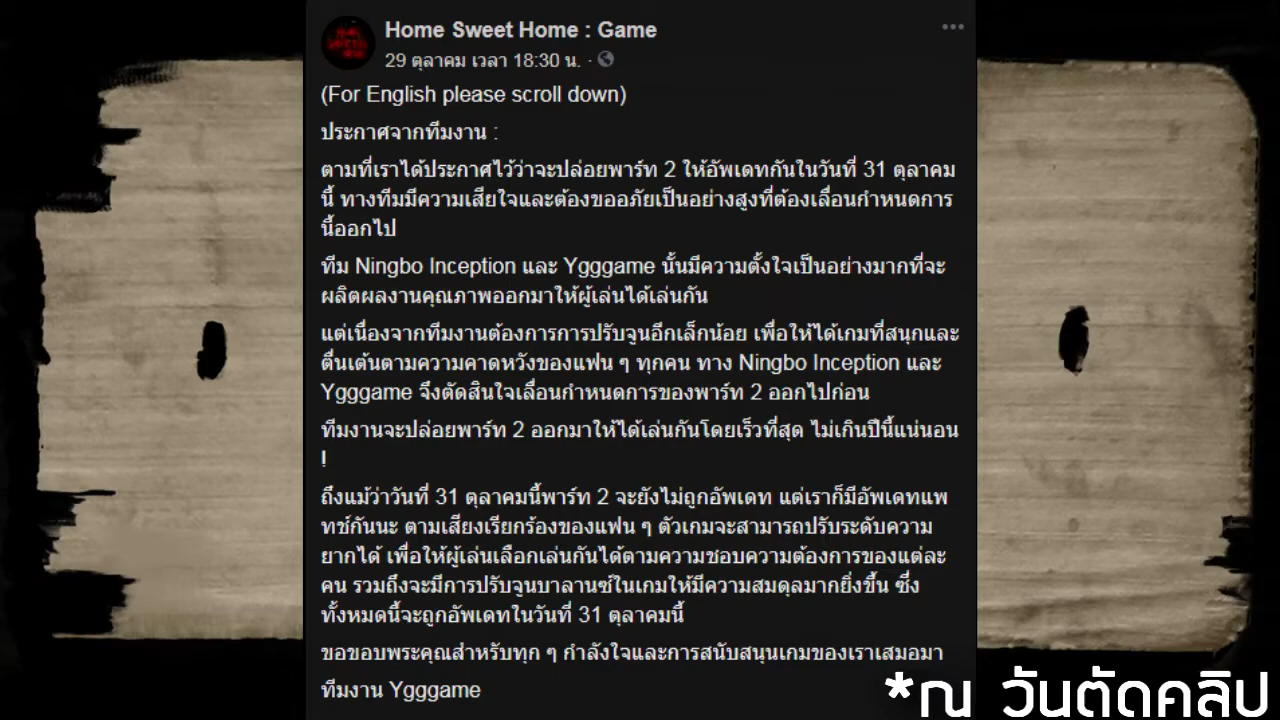 Home Sweet Home : Game
29 ตุลาคม เวลา 18:30 น. ·
(For English please scroll down)
ประกาศจากทีมงาน :
ตามที่เราได้ประกาศไว้ว่าจะปล่อยพาร์ท 2 ให้อัพเดทกันในวันที่ 31 ตุลาคม
นี้ ทางทีมมีความเสียใจและต้องขออภัยเป็นอย่างสูงที่ต้องเลื่อนกำหนดการ
นี้ออกไป
ทีม Ningbo Inception และ Ygggame นั้นมีความตั้งใจเป็นอย่างมากที่จะ
ผลิตผลงานคุณภาพออกมาให้ผู้เล่นได้เล่นกัน
แต่เนื่องจากทีมงานต้องการการปรับจูนอีกเล็กน้อย เพื่อให้ได้เกมที่สนุกและ
ตื่นเต้นตามความคาดหวังของแฟน ๆ ทุกคน ทาง Ningbo Inception และ
Ygggame จึงตัดสินใจเลื่อนกำหนดการของพาร์ท 2 ออกไปก่อน
ทีมงานจะปล่อยพาร์ท 2 ออกมาให้ได้เล่นกันโดยเร็วที่สุด ไม่เกินปีนี้แน่นอน
!
ถึงแม้ว่าวันที่ 31 ตุลาคมนี้พาร์ท 2 จะยังไม่ถูกอัพเดท แต่เราก็มีอัพเดทแพ
ทช์กันนะ ตามเสียงเรียกร้องของแฟน ๆ ตัวเกมจะสามารถปรับระดับความ
ยากได้ เพื่อให้ผู้เล่นเลือกเล่นกันได้ตามความชอบความต้องการของแต่ละ
คน รวมถึงจะมีการปรับจูนบาลานซ์ในเกมให้มีความสมดุลมากยิ่งขึ้น ซึ่ง
ทั้งหมดนี้จะถูกอัพเดทในวันที่ 31 ตุลาคมนี้
ขอขอบพระคุณสำหรับทุก ๆ กำลังใจและการสนับสนุนเกมของเราเสมอมา
ทีมงาน Ygggame
*ณ วันตัดคลิป